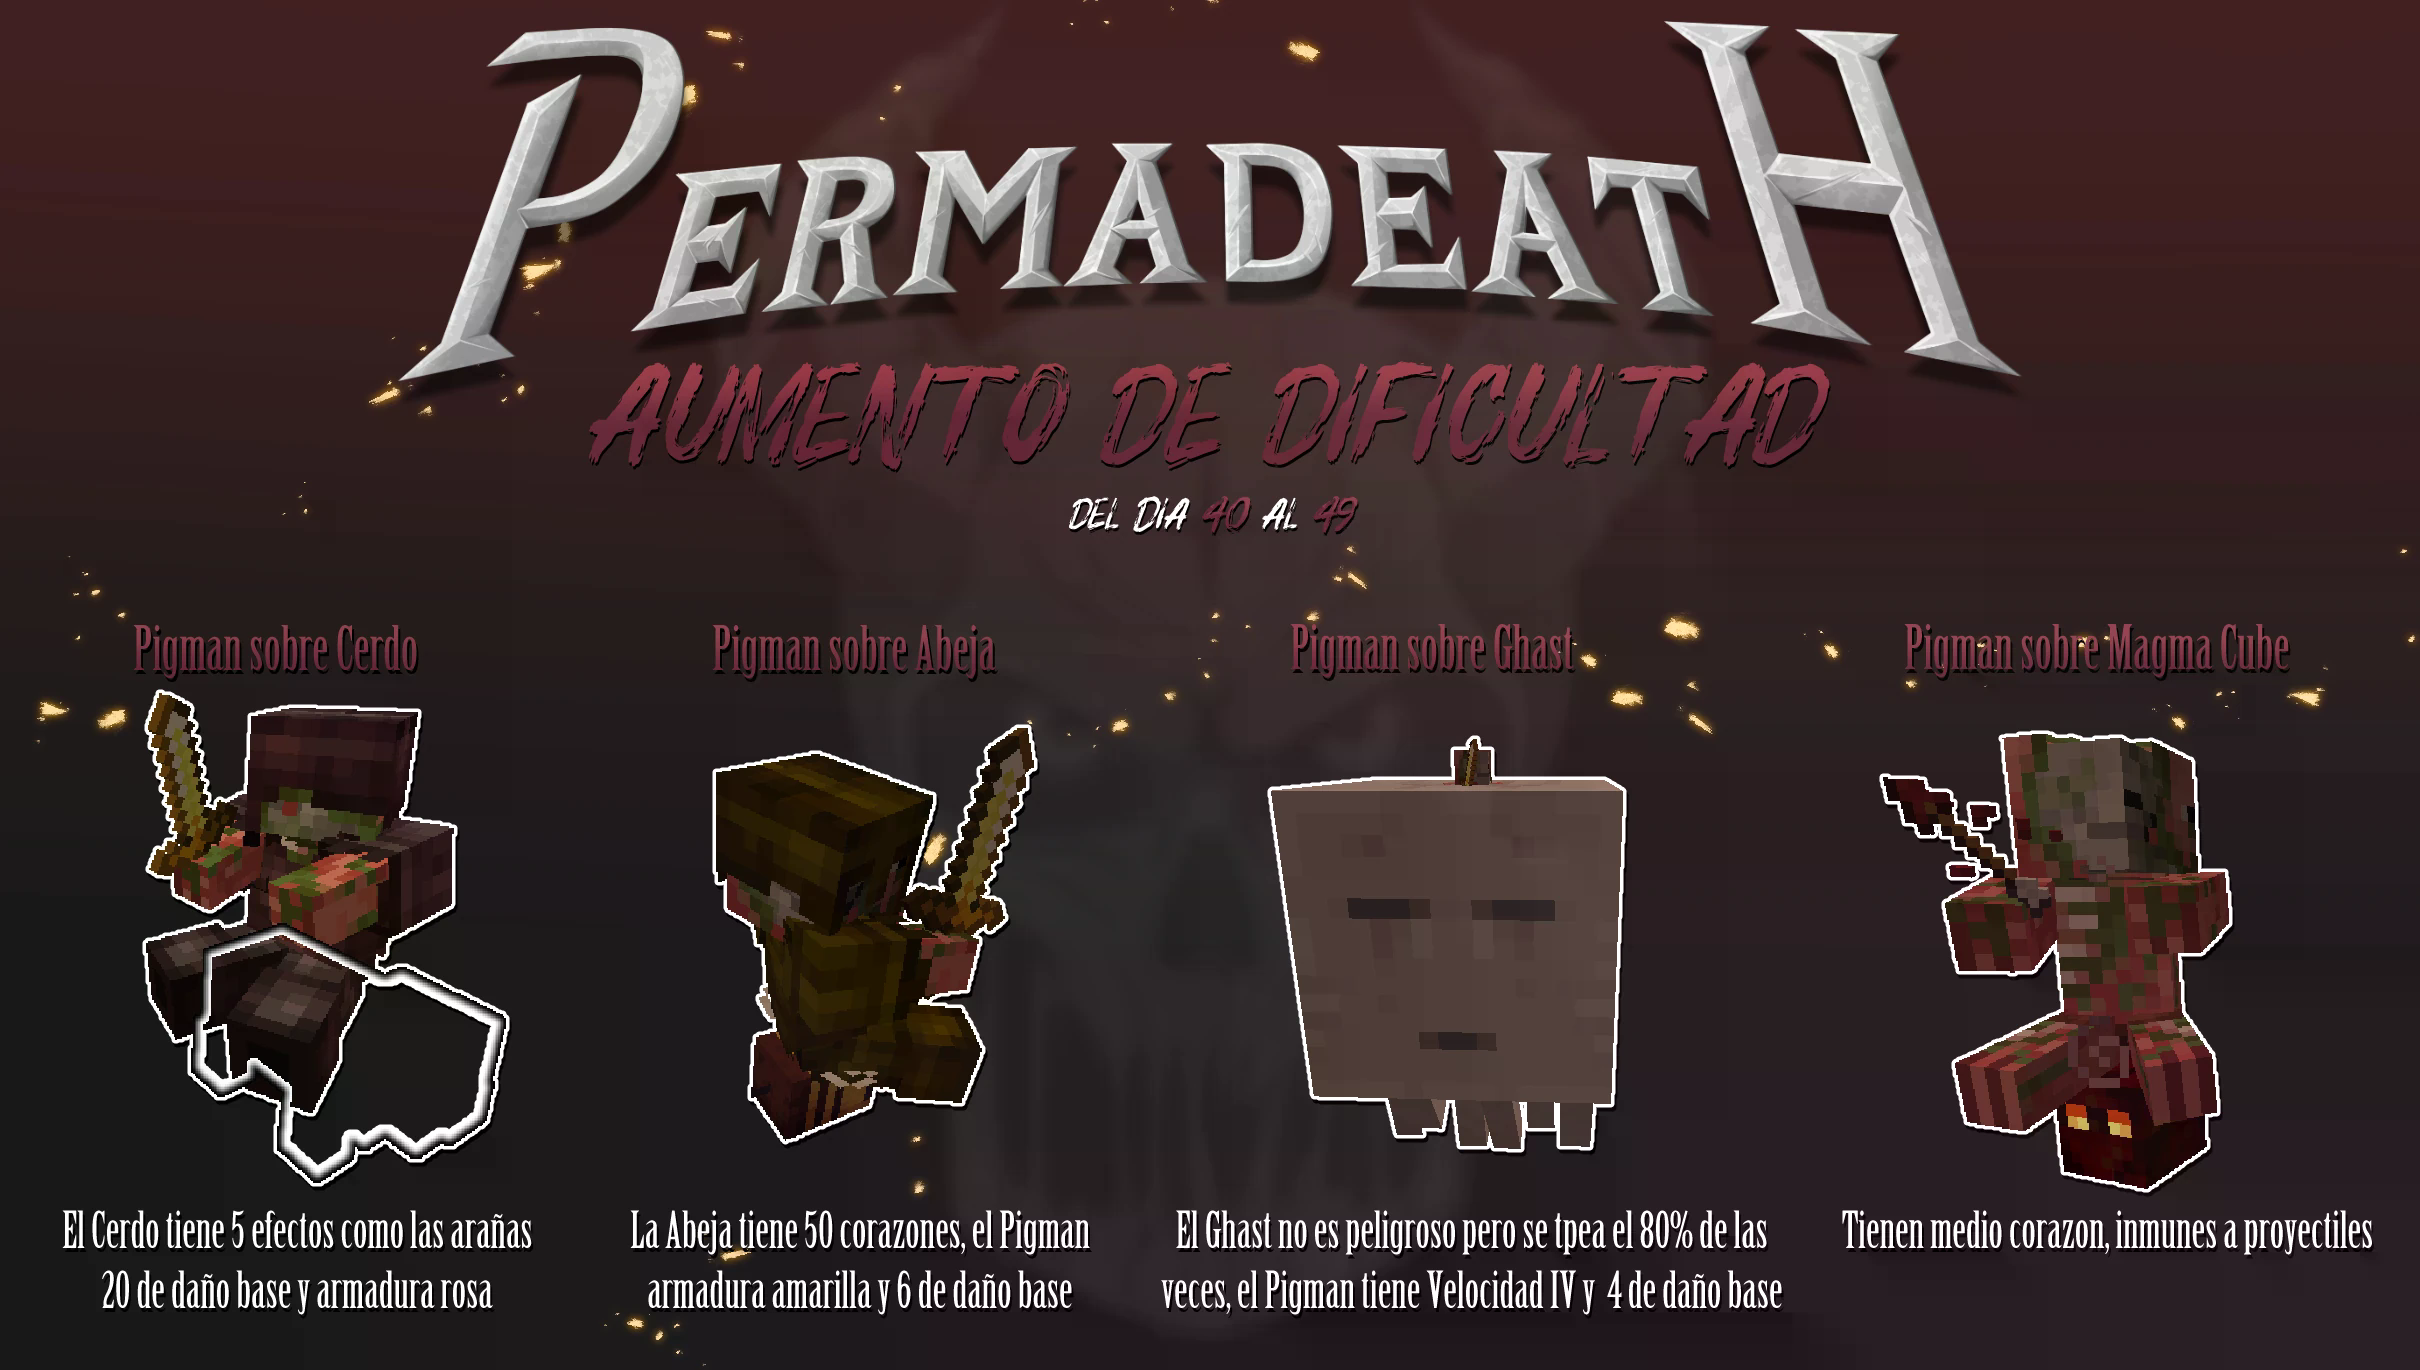 PERMADEATH
AUMENTO DE DIFICULTAD
DEL DIA 40 AL 49
Pigman sobre Cerdo
Pigman sobre Abeja
Pigman sobre Ghast
Pigman sobre Magma Cube
El Cerdo tiene 5 efectos como las arañas
20 de daño base y armadura rosa
La Abeja tiene 50 corazones, el Pigman
armadura amarilla y 6 de daño base
El Ghast no es peligroso pero se tpea el 80% de las
veces, el Pigman tiene Velocidad IV y 4 de daño base
Tienen medio corazon, inmunes a proyectiles